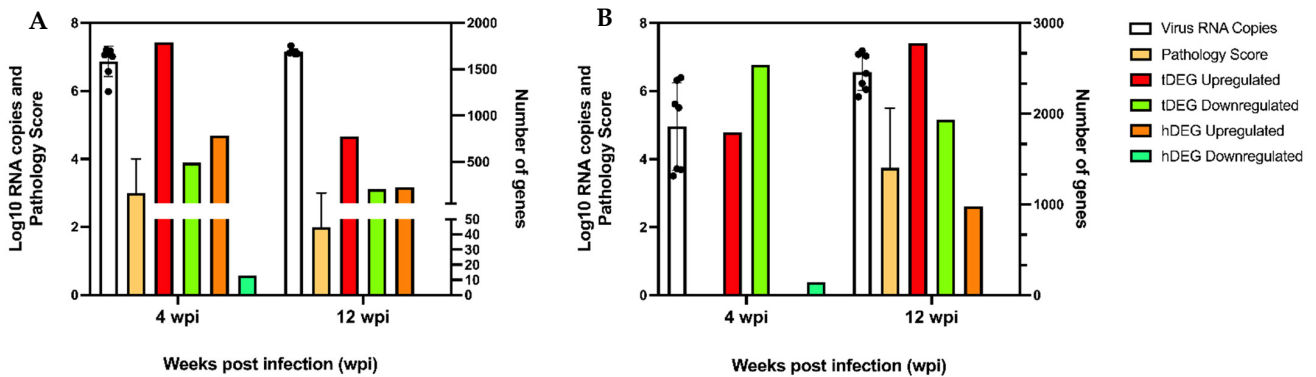 A
8
6
4
2
0
Log10 RNA copies and
Pathology Score
2000
1500
1000
500
50
40
30
20
10
0
Number of genes
4 wpi
12 wpi
Weeks post infection (wpi)
B
8
6
4
2
0
Log10 RNA copies and
Pathology Score
3000
2000
1000
0
Number of genes
4 wpi
12 wpi
Weeks post infection (wpi)
Virus RNA Copies
Pathology Score
tDEG Upregulated
tDEG Downregulated
hDEG Upregulated
hDEG Downregulated